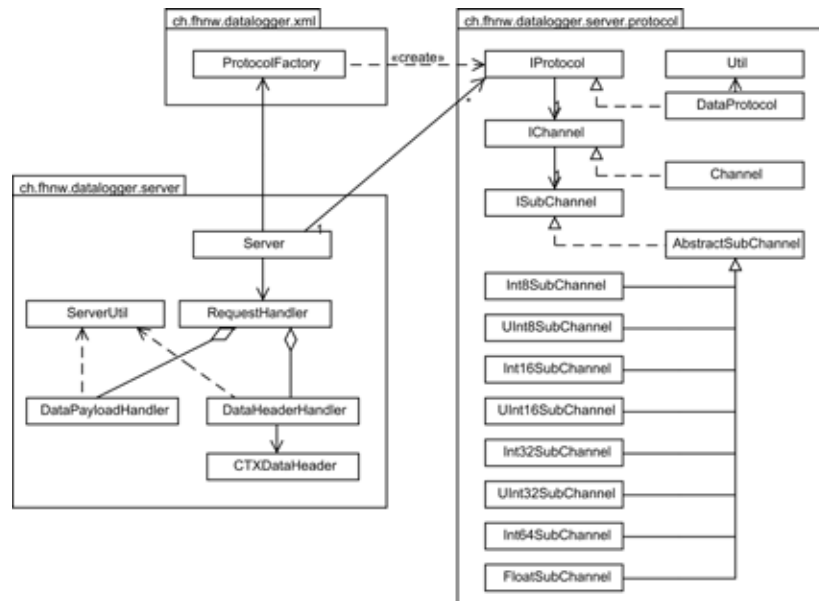 ch.fhnw.datalogger.xml
ProtocolFactory
«create»
ch.fhnw.datalogger.server.protocol
IProtocol
Util
DataProtocol
*
IChannel
Channel
ISubChannel
AbstractSubChannel
Int8SubChannel
UInt8SubChannel
Int16SubChannel
UInt16SubChannel
Int32SubChannel
UInt32SubChannel
Int64SubChannel
FloatSubChannel
ch.fhnw.datalogger.server
Server
1
ServerUtil
RequestHandler
DataPayloadHandler
DataHeaderHandler
CTXDataHeader